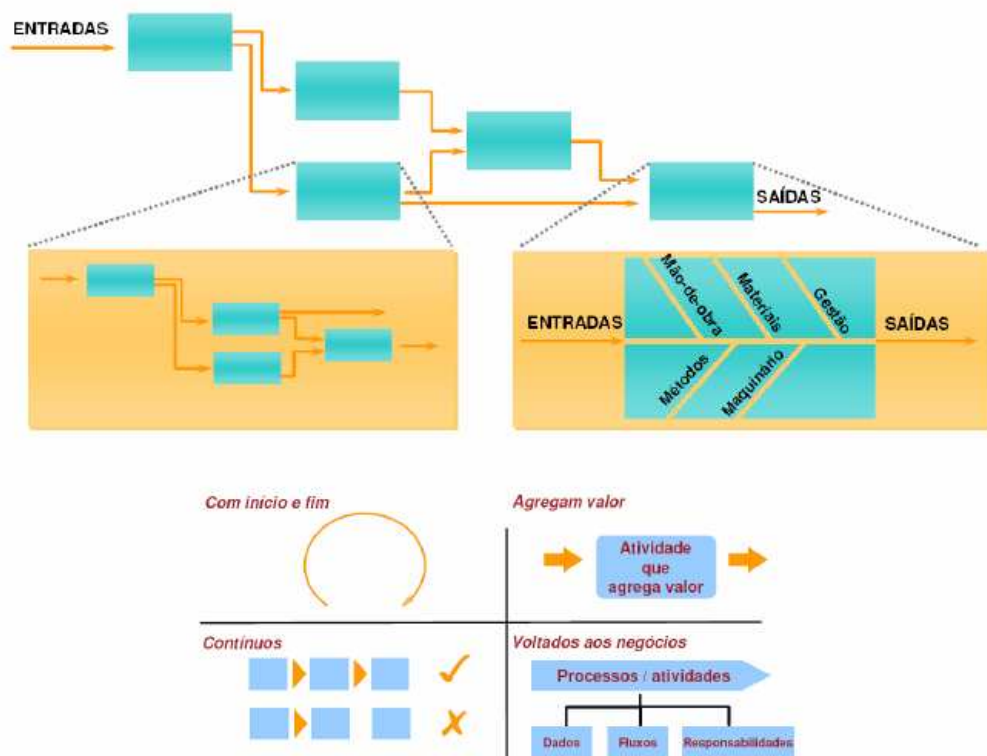 ENTRADAS
SAÍDAS
ENTRADAS
Mão-de-obra
Materiais
Gestão
Métodos
Maquinário
SAÍDAS
Com início e fim
Agregam valor
Atividade
que
agrega valor
Contínuos
Voltados aos negócios
Processos / atividades
Dados
Fluxos
Responsabilidades